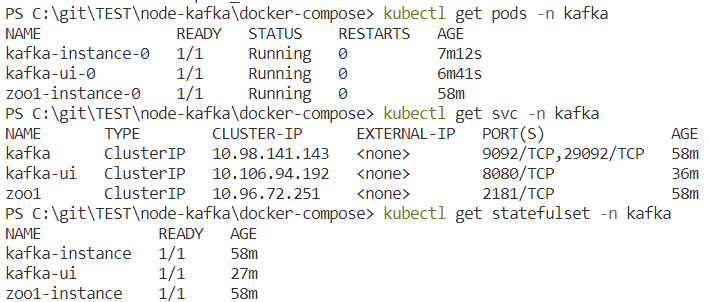 PS C:\git\TEST\node-kafka\docker-compose> kubectl get pods -n kafka
NAME               READY   STATUS    RESTARTS   AGE
kafka-instance-0   1/1     Running   0          7m12s
kafka-ui-0         1/1     Running   0          6m41s
zoo1-instance-0    1/1     Running   0          58m
PS C:\git\TEST\node-kafka\docker-compose> kubectl get svc -n kafka
NAME       TYPE        CLUSTER-IP      EXTERNAL-IP   PORT(S)              AGE
kafka      ClusterIP   10.98.141.143   <none>        9092/TCP,29092/TCP   58m
kafka-ui   ClusterIP   10.106.94.192   <none>        8080/TCP             36m
zoo1       ClusterIP   10.96.72.251    <none>        2181/TCP             58m
PS C:\git\TEST\node-kafka\docker-compose> kubectl get statefulset -n kafka
NAME             READY   AGE
kafka-instance   1/1     58m
kafka-ui         1/1     27m
zoo1-instance    1/1     58m